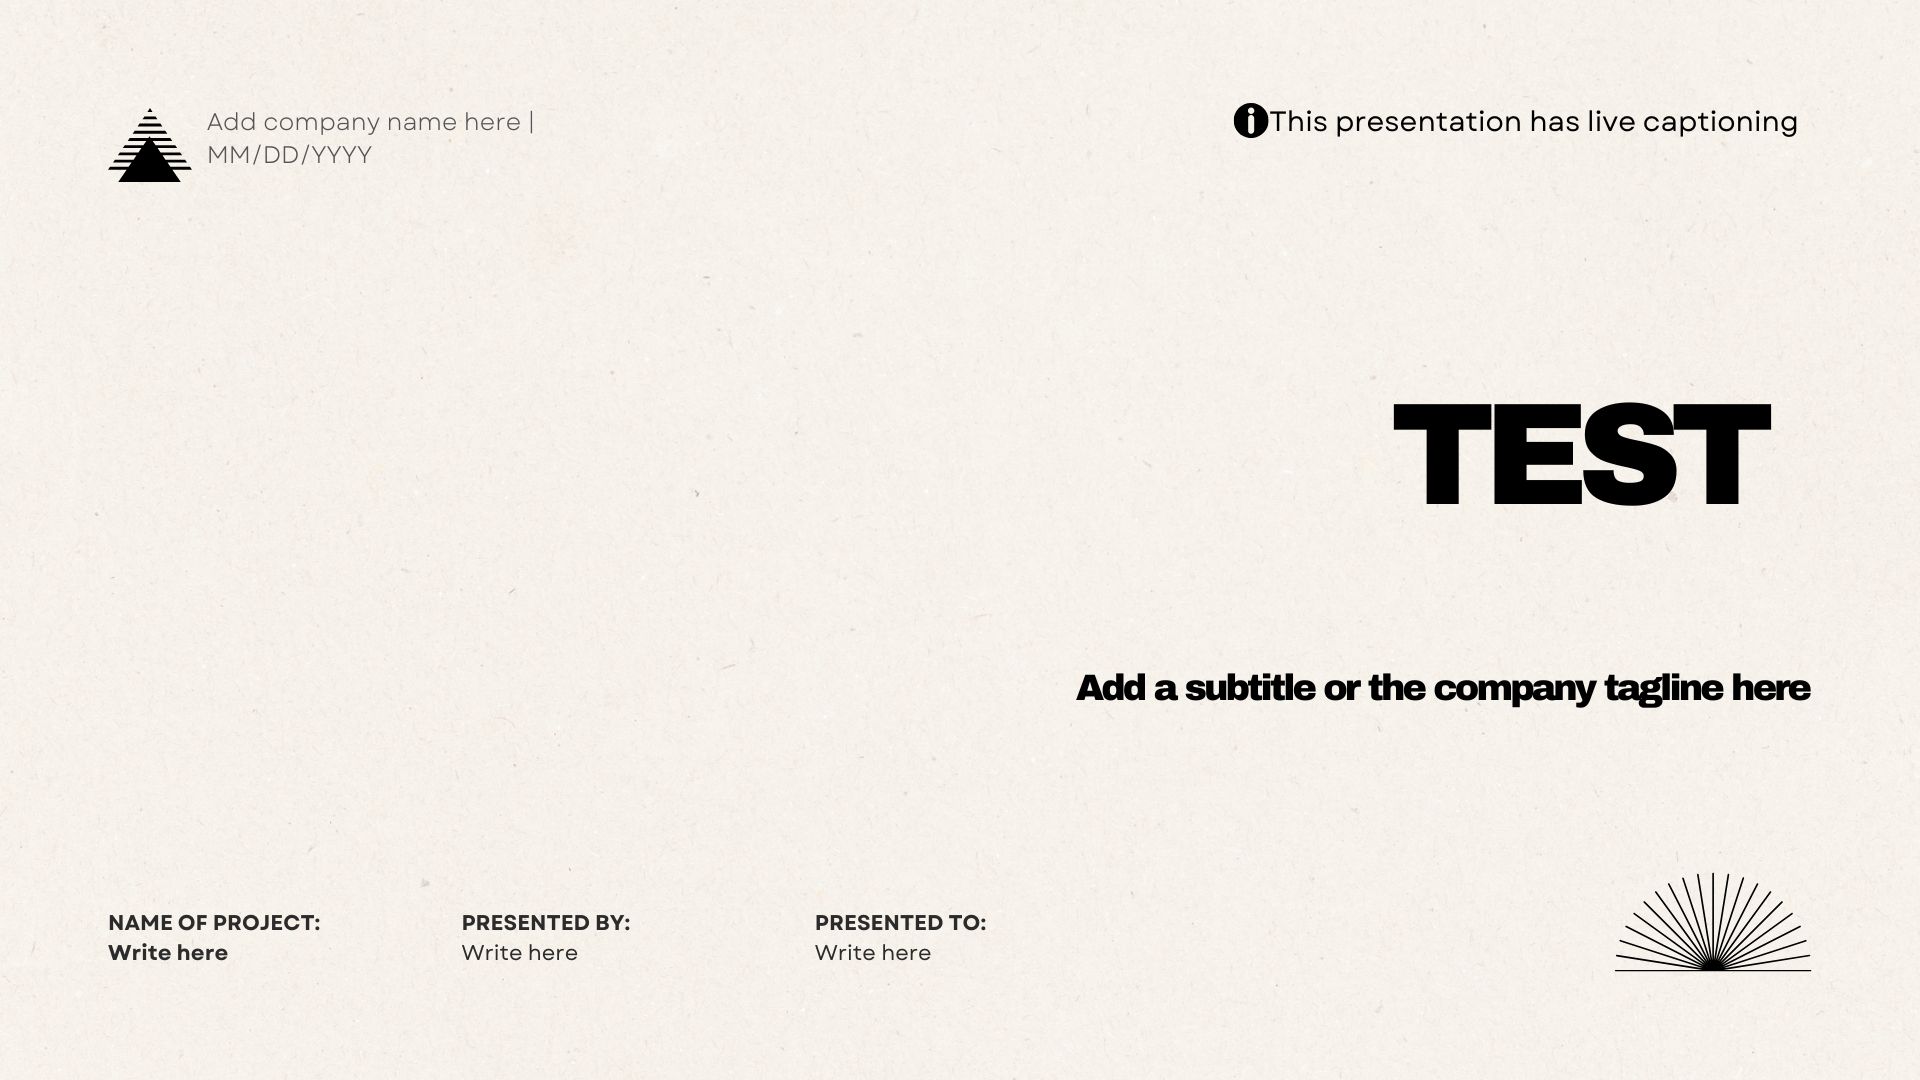 Add company name here |
MM/DD/YYYY
This presentation has live captioning
TEST
Add a subtitle or the company tagline here
NAME OF PROJECT:
Write here
PRESENTED BY:
Write here
PRESENTED TO:
Write here